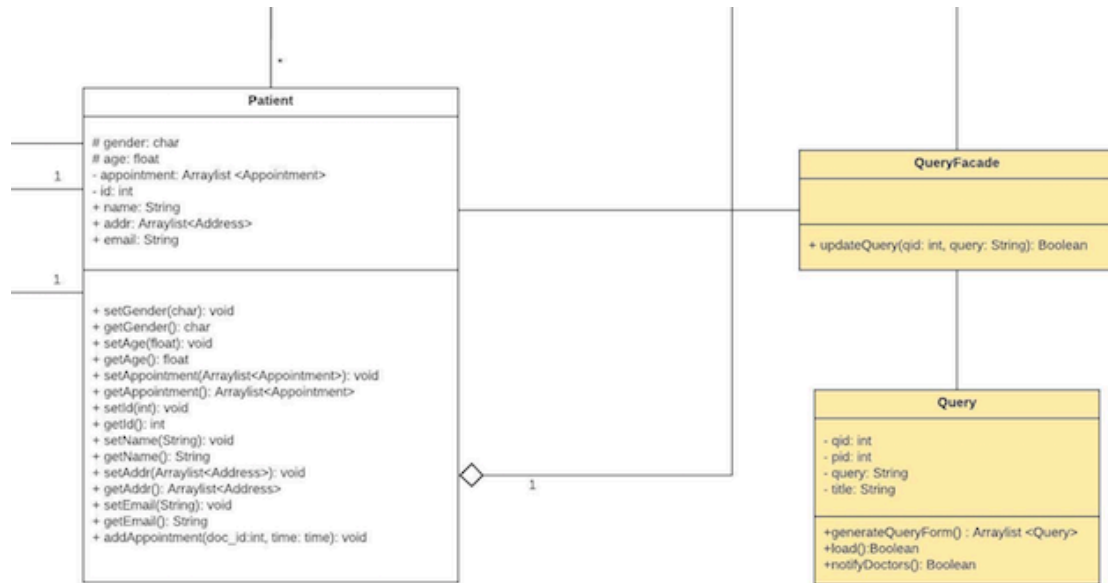 *
Patient
# gender: char
# age: float
- appointment: Arraylist <Appointment>
- id: int
+ name: String
+ addr: Arraylist<Address>
+ email: String
1
1
+ setGender(char): void
+ getGender(): char
+ setAge(float): void
+ getAge(): float
+ setAppointment(Arraylist<Appointment>): void
+ getAppointment(): Arraylist<Appointment>
+ setId(int): void
+ getId(): int
+ setName(String): void
+ getName(): String
+ setAddr(Arraylist<Address>): void
+ getAddr(): Arraylist<Address>
+ setEmail(String): void
+ getEmail(): String
+ addAppointment(doc_id:int, time: time): void
1
QueryFacade
+ updateQuery(qid: int, query: String): Boolean
Query
- qid: int
- pid: int
- query: String
- title: String
+generateQueryForm() : Arraylist <Query>
+load():Boolean
+notifyDoctors(): Boolean